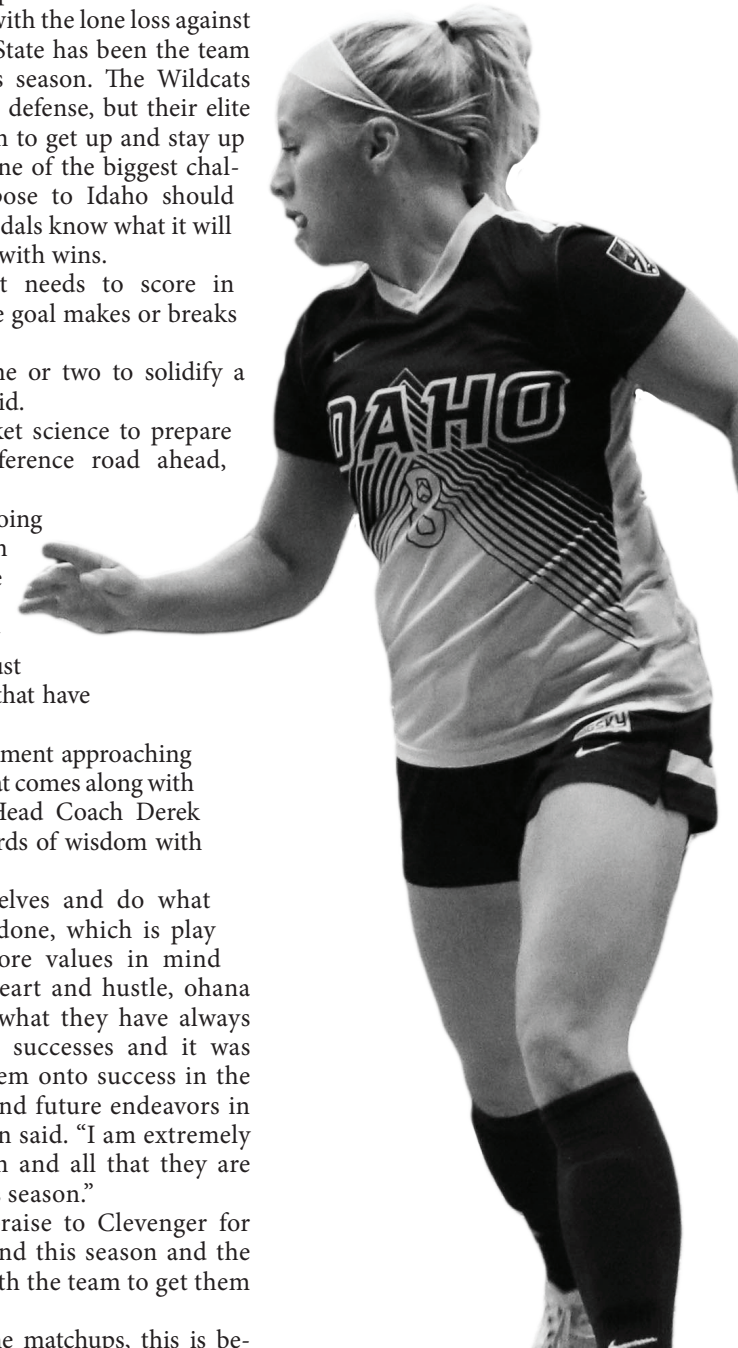 with the lone loss against
State has been the team
s season. The Wildcats
defense, but their elite
n to get up and stay up
ne of the biggest chal-
pose to Idaho should
dals know what it will
with wins.
t needs to score in
e goal makes or breaks
ne or two to solidify a
id.
ket science to prepare
ference road ahead,
oing
n
e
ust
that have
ment approaching
at comes along with
Head Coach Derek
rds of wisdom with
elves and do what
done, which is play
ore values in mind
eart and hustle, ohana
what they have always
successes and it was
em onto success in the
nd future endeavors in
n said. “I am extremely
n and all that they are
s season.”
raise to Clevenger for
nd this season and the
th the team to get them
he matchups, this is be-
IDAHO
8